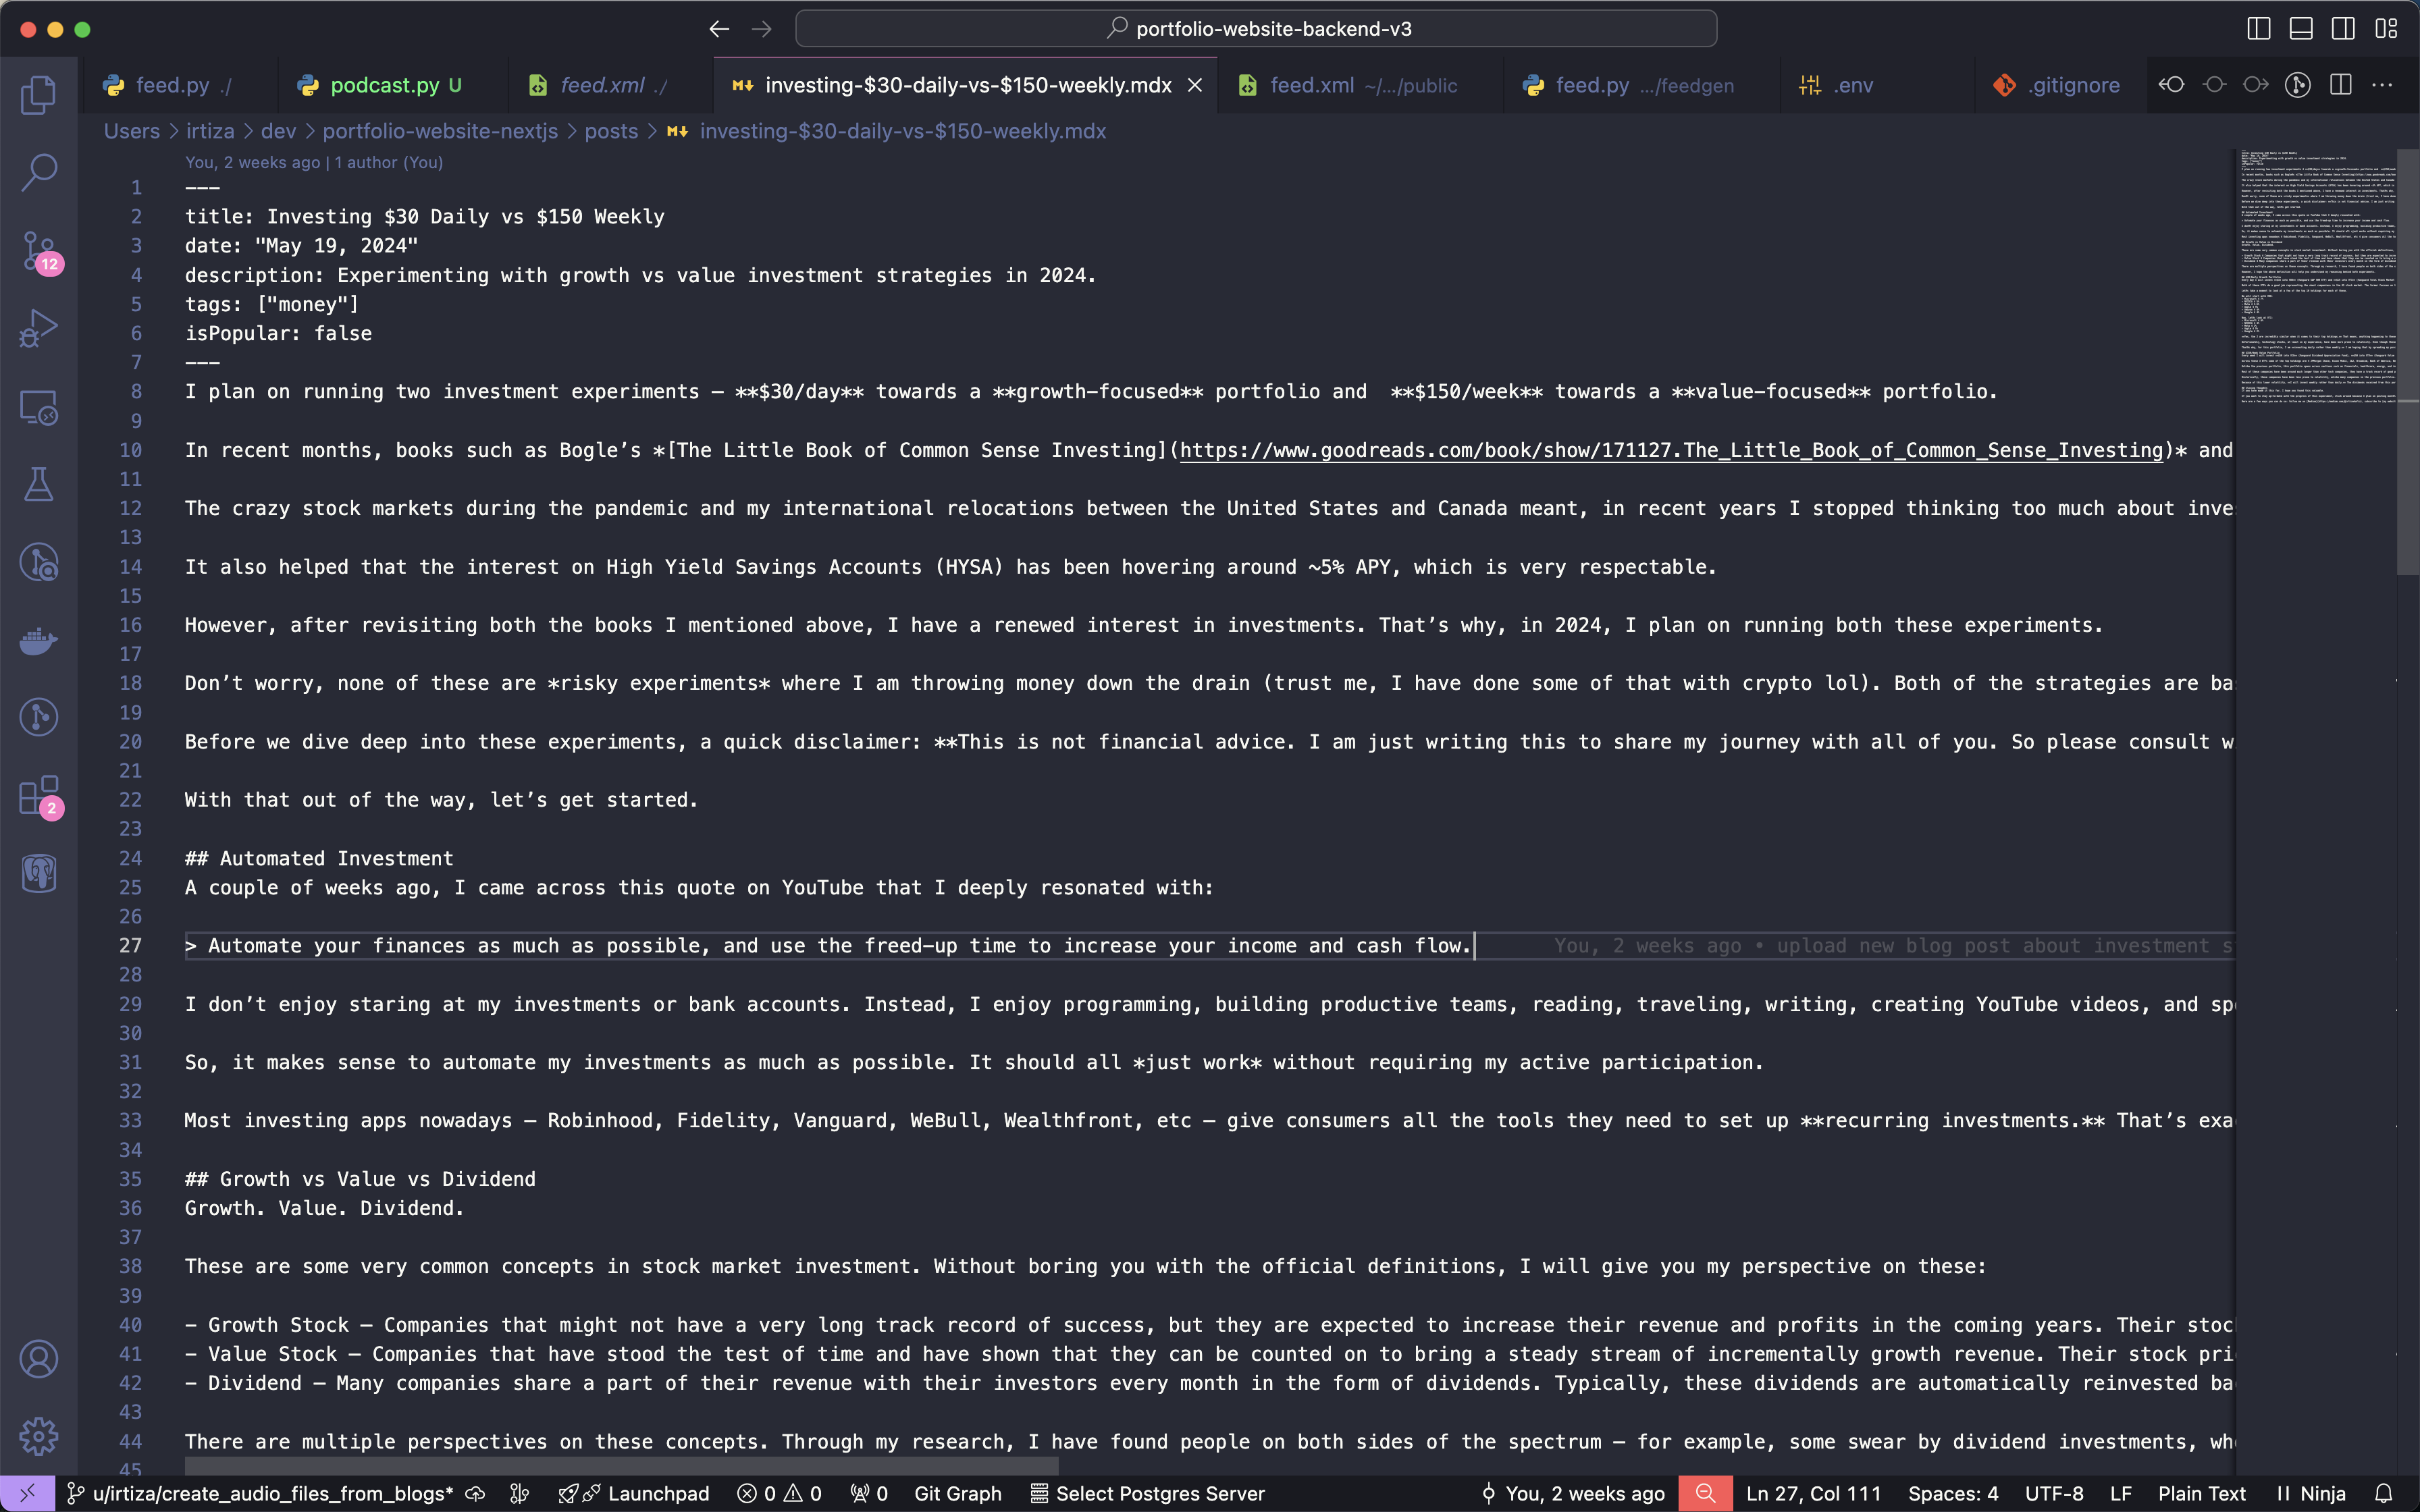 portfolio-website-backend-v3
feed.py ./
podcast.py U
feed.xml ./
investing-$30-daily-vs-$150-weekly.mdx
feed.xml ~/.../public
feed.py .../feedgen
.env
.gitignore
Users > irtiza > dev > portfolio-website-nextjs > posts > investing-$30-daily-vs-$150-weekly.mdx
You, 2 weeks ago | 1 author (You)
1 ---
2 title: Investing $30 Daily vs $150 Weekly
3 date: "May 19, 2024"
4 description: Experimenting with growth vs value investment strategies in 2024.
5 tags: ["money"]
6 isPopular: false
7 ---
8 I plan on running two investment experiments – **$30/day** towards a **growth-focused** portfolio and  **$150/week** towards a **value-focused** portfolio.
9
10 In recent months, books such as Bogle’s *[The Little Book of Common Sense Investing](https://www.goodreads.com/book/show/171127.The_Little_Book_of_Common_Sense_Investing)* and
11
12 The crazy stock markets during the pandemic and my international relocations between the United States and Canada meant, in recent years I stopped thinking too much about inve
13
14 It also helped that the interest on High Yield Savings Accounts (HYSA) has been hovering around ~5% APY, which is very respectable.
15
16 However, after revisiting both the books I mentioned above, I have a renewed interest in investments. That’s why, in 2024, I plan on running both these experiments.
17
18 Don’t worry, none of these are *risky experiments* where I am throwing money down the drain (trust me, I have done some of that with crypto lol). Both of the strategies are ba
19
20 Before we dive deep into these experiments, a quick disclaimer: **This is not financial advice. I am just writing this to share my journey with all of you. So please consult w
21
22 With that out of the way, let’s get started.
23
24 ## Automated Investment
25 A couple of weeks ago, I came across this quote on YouTube that I deeply resonated with:
26
27 > Automate your finances as much as possible, and use the freed-up time to increase your income and cash flow. You, 2 weeks ago • upload new blog post about investment s
28
29 I don’t enjoy staring at my investments or bank accounts. Instead, I enjoy programming, building productive teams, reading, traveling, writing, creating YouTube videos, and sp
30
31 So, it makes sense to automate my investments as much as possible. It should all *just work* without requiring my active participation.
32
33 Most investing apps nowadays – Robinhood, Fidelity, Vanguard, WeBull, Wealthfront, etc – give consumers all the tools they need to set up **recurring investments.** That’s exa
34
35 ## Growth vs Value vs Dividend
36 Growth. Value. Dividend.
37
38 These are some very common concepts in stock market investment. Without boring you with the official definitions, I will give you my perspective on these:
39
40 - Growth Stock – Companies that might not have a very long track record of success, but they are expected to increase their revenue and profits in the coming years. Their stoc
41 - Value Stock – Companies that have stood the test of time and have shown that they can be counted on to bring a steady stream of incrementally growth revenue. Their stock pri
42 - Dividend – Many companies share a part of their revenue with their investors every month in the form of dividends. Typically, these dividends are automatically reinvested ba
43
44 There are multiple perspectives on these concepts. Through my research, I have found people on both sides of the spectrum – for example, some swear by dividend investments, wh
45
12
2
u/irtiza/create_audio_files_from_blogs*
Launchpad
0 0
0
Git Graph
Select Postgres Server
You, 2 weeks ago
Ln 27, Col 111
Spaces: 4
UTF-8
LF
Plain Text
Ninja